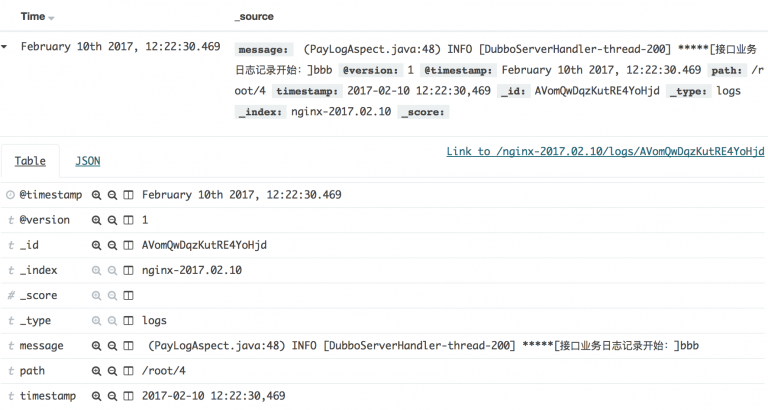 Time _source
February 10th 2017, 12:22:30.469 message: (PayLogAspect.java:48) INFO [DubboServerHandler-thread-200] *****[接口业务
日志记录开始：]bbb @version: 1 @timestamp: February 10th 2017, 12:22:30.469 path: /r
oot/4 timestamp: 2017-02-10 12:22:30,469 _id: AVomQwDqzKutRE4YoHjd _type: logs
_index: nginx-2017.02.10 _score:
Table JSON Link to /nginx-2017.02.10/logs/AVomQwDqzKutRE4YoHjd
@timestamp February 10th 2017, 12:22:30.469
t @version 1
t _id AVomQwDqzKutRE4YoHjd
t _index nginx-2017.02.10
# _score
t _type logs
t message (PayLogAspect.java:48) INFO [DubboServerHandler-thread-200] *****[接口业务日志记录开始：]bbb
t path /root/4
t timestamp 2017-02-10 12:22:30,469